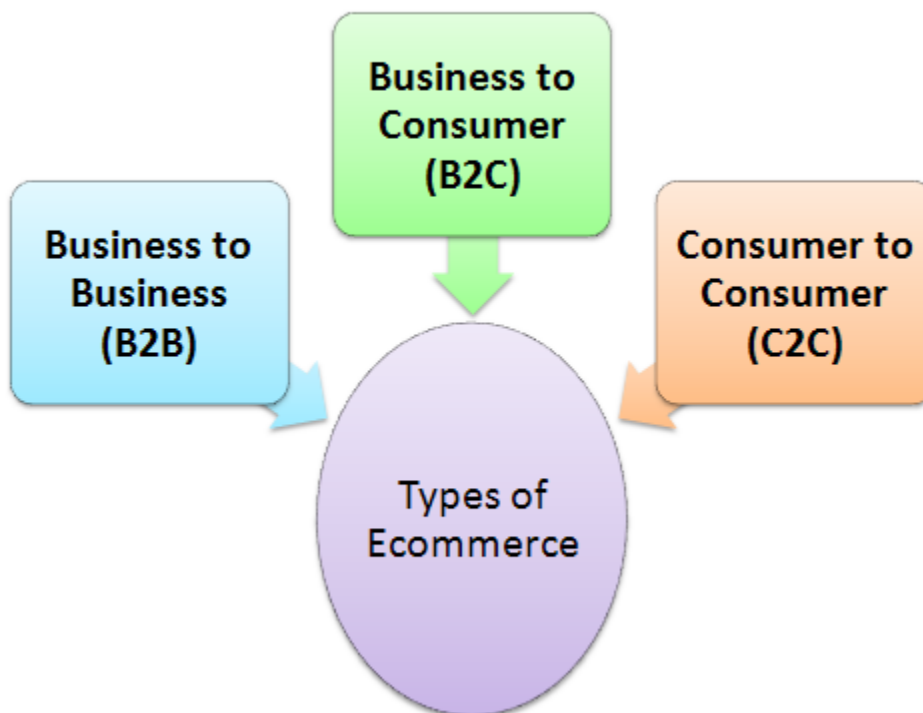 Business to
Consumer
(B2C)
Business to
Business
(B2B)
Consumer to
Consumer
(C2C)
Types of
Ecommerce